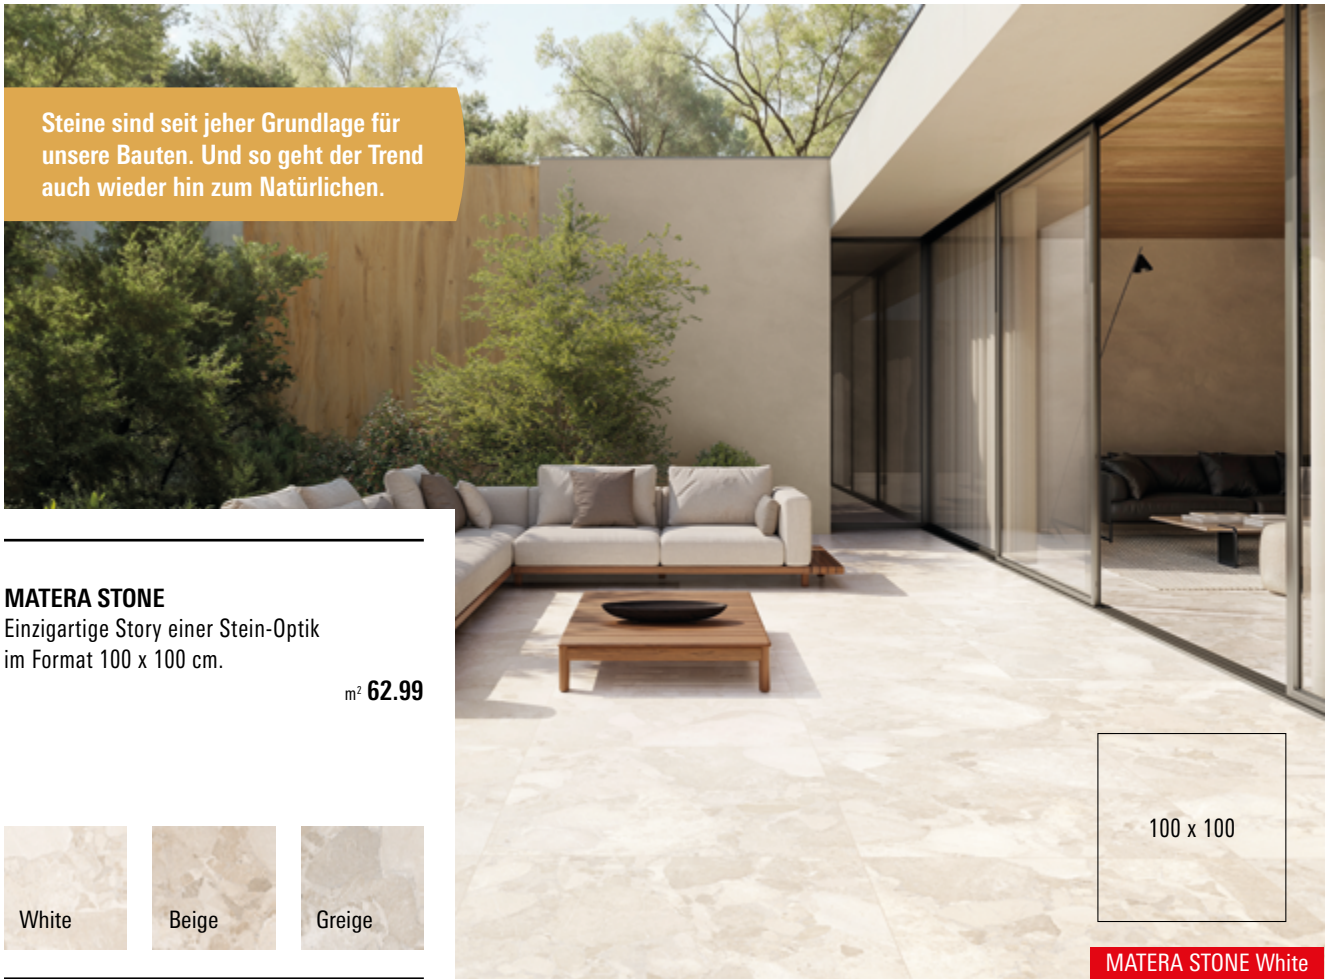 Steine sind seit jeher Grundlage für
unsere Bauten. Und so geht der Trend
auch wieder hin zum Natürlichen.
MATERA STONE
Einzigartige Story einer Stein-Optik
im Format 100 x 100 cm.
m² 62.99
White
Beige
Greige
100 x 100
MATERA STONE White